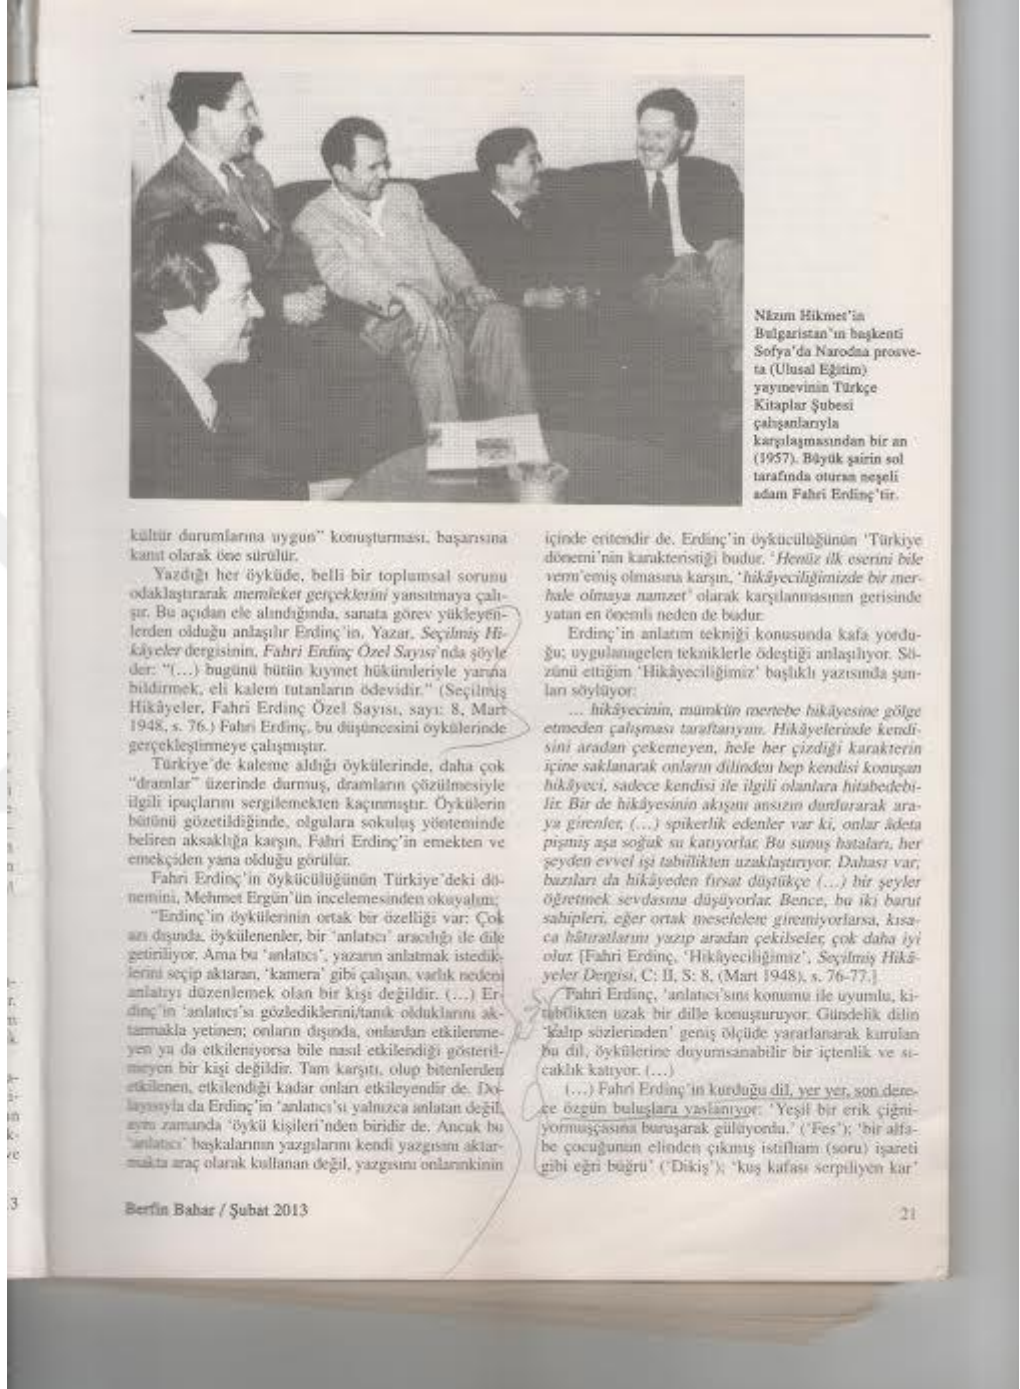 Nâzım Hikmet'in
Bulgaristan'ın başkenti
Sofya'da Narodna prosve-
ta (Ulusal Eğitim)
yayınevinin Türkçe
Kitaplar Şubesi
çalışanlarıyla
karşılaşmasından bir an
(1957). Büyük şairin sol
tarafında oturan neşeli
adam Fahri Erdinç'tir.
kültür durumlarına uygun" konuşturması, başarısına
kanıt olarak öne sürülür.
Yazdığı her öyküde, belli bir toplumsal sorunu
odaklaştırarak memleket gerçeklerini yansıtmaya çalı-
şır. Bu açıdan ele alındığında, sanata görev yükleyen-
lerden olduğu anlaşılır Erdinç'in. Yazar, Seçilmiş Hi-
kâyeler dergisinin, Fahri Erdinç Özel Sayısı'nda şöyle
der: "(...) bugünü bütün kıymet hükümleriyle yarına
bildirmek, eli kalem tutanların ödevidir." (Seçilmiş
Hikâyeler, Fahri Erdinç Özel Sayısı, sayı: 8, Mart
1948, s. 76.) Fahri Erdinç, bu düşüncesini öykülerinde
gerçekleştirmeye çalışmıştır.
Türkiye'de kaleme aldığı öykülerinde, daha çok
"dramlar" üzerinde durmuş, dramların çözülmesiyle
ilgili ipuçlarını sergilemekten kaçınmıştır. Öykülerin
bütünü gözetildiğinde, olgulara sokuluş yönteminde
beliren aksaklığa karşın, Fahri Erdinç'in emekten ve
emekçiden yana olduğu görülür.
Fahri Erdinç'in öykücülüğünün Türkiye'deki dö-
nemini, Mehmet Ergün'ün incelemesinden okuyalım;
"Erdinç'in öykülerinin ortak bir özelliği var: Çok
azı dışında, öykülenenler, bir 'anlatıcı' aracılığı ile dile
getiriliyor. Ama bu 'anlatıcı', yazarın anlatmak istedik-
lerini seçip aktaran, 'kamera' gibi çalışan, varlık nedeni
anlatıyı düzenlemek olan bir kişi değildir. (...) Er-
dinç'in 'anlatıcı'sı gözlediklerini/tanık olduklarını ak-
tarmakla yetinen; onların dışında, onlardan etkilenme-
yen ya da etkileniyorsa bile nasıl etkilendiği gösteril-
meyen bir kişi değildir. Tam karşıtı, olup bitenlerden
etkilenen, etkilendiği kadar onları etkileyendir de. Do-
layısıyla da Erdinç'in 'anlatıcı'sı yalnızca anlatan değil,
aynı zamanda 'öykü kişileri'nden biridir de. Ancak bu
'anlatıcı' başkalarının yazgılarını kendi yazgısını aktar-
makta araç olarak kullanan değil, yazgısını onlarınkinin
içinde eritendir de. Erdinç'in öykücülüğünün 'Türkiye
dönemi'nin karakteristiği budur. 'Henüz ilk eserini bile
verm'emiş olmasına karşın, 'hikâyeciliğimizde bir mer-
hale olmaya namzet' olarak karşılanmasının gerisinde
yatan en önemli neden de budur.
Erdinç'in anlatım tekniği konusunda kafa yordu-
ğu; uygulanagelen tekniklerle ödeştiği anlaşılıyor. Sö-
zünü ettiğim 'Hikâyeciliğimiz' başlıklı yazısında şun-
ları söylüyor:
... hikâyecinin, mümkün mertebe hikâyesine gölge
etmeden çalışması taraftarıyım. Hikâyelerinde kendi-
sini aradan çekemeyen, hele her çizdiği karakterin
içine saklanarak onların dilinden hep kendisi konuşan
hikâyeci, sadece kendisi ile ilgili olanlara hitabedebi-
lir. Bir de hikâyesinin akışını ansızın durdurarak ara-
ya girenler, (...) spikerlik edenler var ki, onlar âdeta
pişmiş aşa soğuk su katıyorlar. Bu sunuş hataları, her
şeyden evvel işi tabiîlikten uzaklaştırıyor. Dahası var;
bazıları da hikâyeden fırsat düştükçe (...) bir şeyler
öğretmek sevdasına düşüyorlar. Bence, bu iki barut
sahipleri, eğer ortak meselelere giremiyorlarsa, kısa-
ca hâtıratlarını yazıp aradan çekilseler, çok daha iyi
olur. [Fahri Erdinç, 'Hikâyeciliğimiz', Seçilmiş Hikâ-
yeler Dergisi, C: II, S: 8, (Mart 1948), s. 76-77.]
Fahri Erdinç, 'anlatıcı'sını konumu ile uyumlu, ki-
tabîlikten uzak bir dille konuşturuyor. Gündelik dilin
'kalıp sözlerinden' geniş ölçüde yararlanarak kurulan
bu dil, öykülerine duyumsanabilir bir içtenlik ve sı-
caklık katıyor. (...)
(...) Fahri Erdinç'in kurduğu dil, yer yer, son dere-
ce özgün buluşlara yaslanıyor: 'Yeşil bir erik çiğni-
yormuşçasına buruşarak gülüyordu.' ('Fes'); 'bir alfa-
be çocuğunun elinden çıkmış istifham (soru) işareti
gibi eğri büğrü' ('Dikiş'); 'kuş kafası serpiliyen kar'
Berfin Bahar / Şubat 2013
21